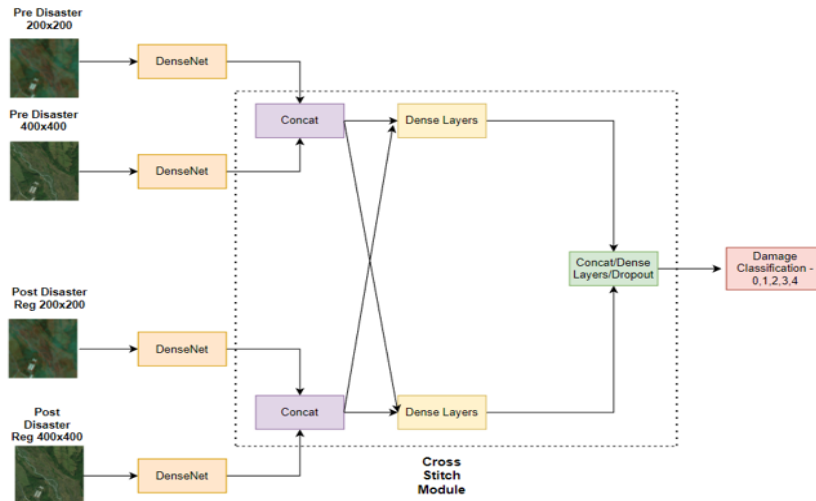 Pre Disaster
200x200
DenseNet
Pre Disaster
400x400
Concat
Dense Layers
DenseNet
Concat/Dense
Layers/Dropout
Damage
Classification -
0,1,2,3,4
Post Disaster
Reg 200x200
DenseNet
Concat
Dense Layers
Post
Disaster
Reg 400x400
DenseNet
Cross
Stitch
Module